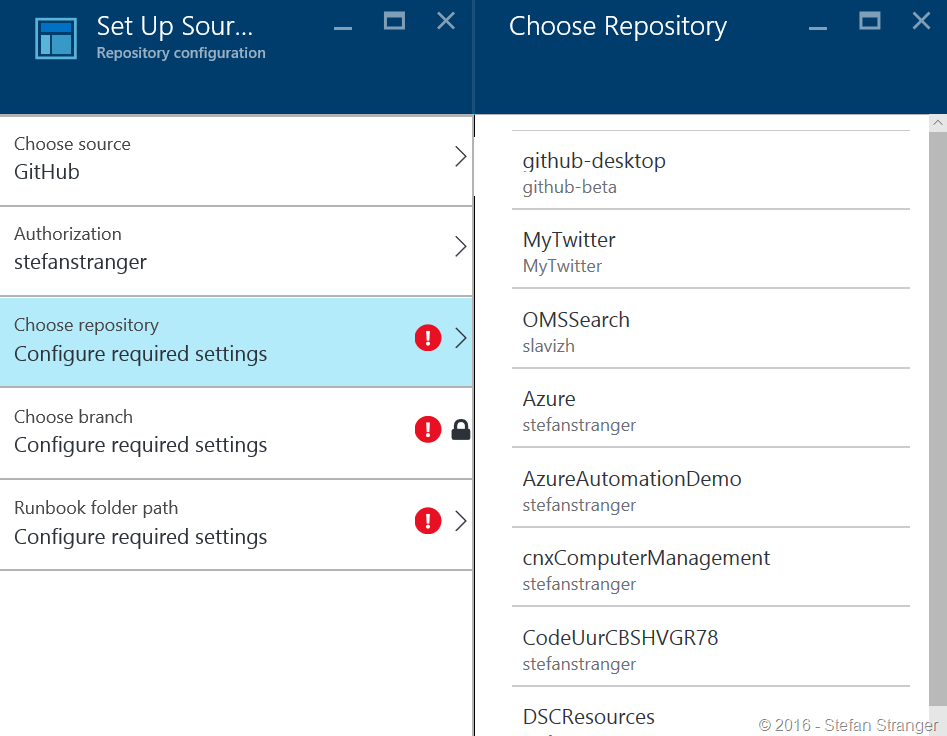 Set Up Sour...
Repository configuration
Choose source
GitHub
Authorization
stefanstranger
Choose repository
Configure required settings
Choose branch
Configure required settings
Runbook folder path
Configure required settings
Choose Repository
github-desktop
github-beta
MyTwitter
MyTwitter
OMSSearch
slavizh
Azure
stefanstranger
AzureAutomationDemo
stefanstranger
cnxComputerManagement
stefanstranger
CodeUurCBSHVGR78
stefanstranger
DSCResources
© 2016 - Stefan Stranger